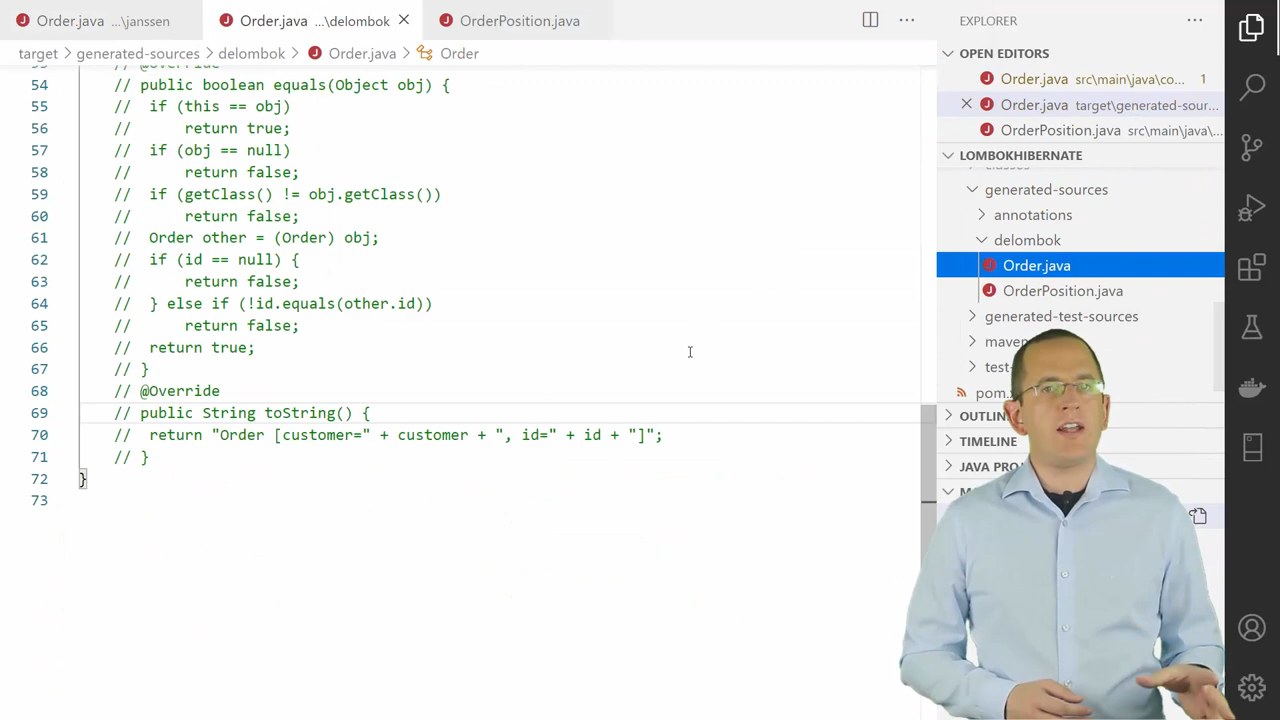 Order.java ...\janssen
Order.java ...\delombok
OrderPosition.java
target > generated-sources > delombok > Order.java > Order
// @Override
54 // public boolean equals(Object obj) {
55 // if (this == obj)
56 // return true;
57 // if (obj == null)
58 // return false;
59 // if (getClass() != obj.getClass())
60 // return false;
61 // Order other = (Order) obj;
62 // if (id == null) {
63 // return false;
64 // } else if (!id.equals(other.id))
65 // return false;
66 // return true;
67 // }
68 // @Override
69 // public String toString() {
70 // return "Order [customer=" + customer + ", id=" + id + "]";
71 // }
72 }
73
EXPLORER
OPEN EDITORS
Order.java src\main\java\co... 1
Order.java target\generated-sour...
OrderPosition.java src\main\java\...
LOMBOKHIBERNATE
generated-sources
annotations
delombok
Order.java
OrderPosition.java
generated-test-sources
OUTLIN
TIMELINE
JAVA PRO